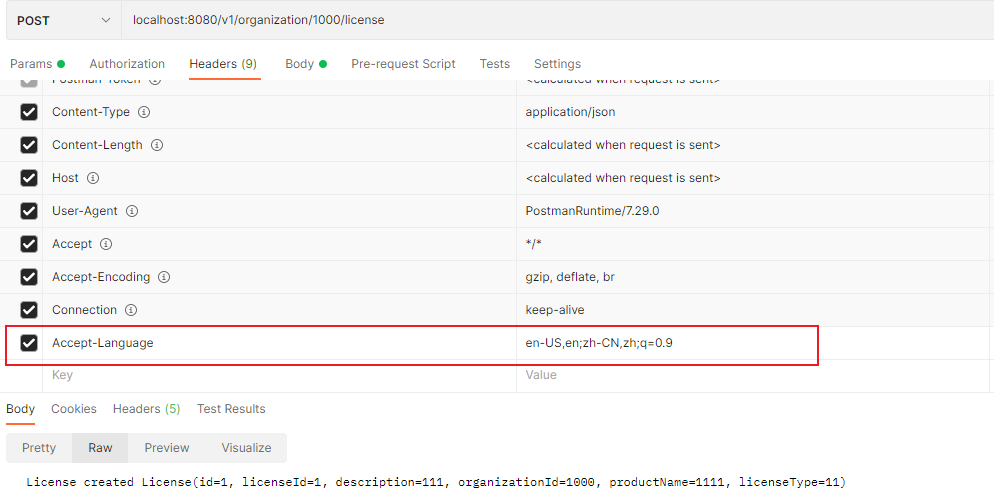 POST localhost:8080/v1/organization/1000/license
Params Authorization Headers (9) Body Pre-request Script Tests Settings
Postman-Token <calculated when request is sent>
Content-Type application/json
Content-Length <calculated when request is sent>
Host <calculated when request is sent>
User-Agent PostmanRuntime/7.29.0
Accept */*
Accept-Encoding gzip, deflate, br
Connection keep-alive
Accept-Language en-US,en;zh-CN,zh;q=0.9
Key Value
Body Cookies Headers (5) Test Results
Pretty Raw Preview Visualize
License created License(id=1, licenseId=1, description=111, organizationId=1000, productName=1111, licenseType=11)